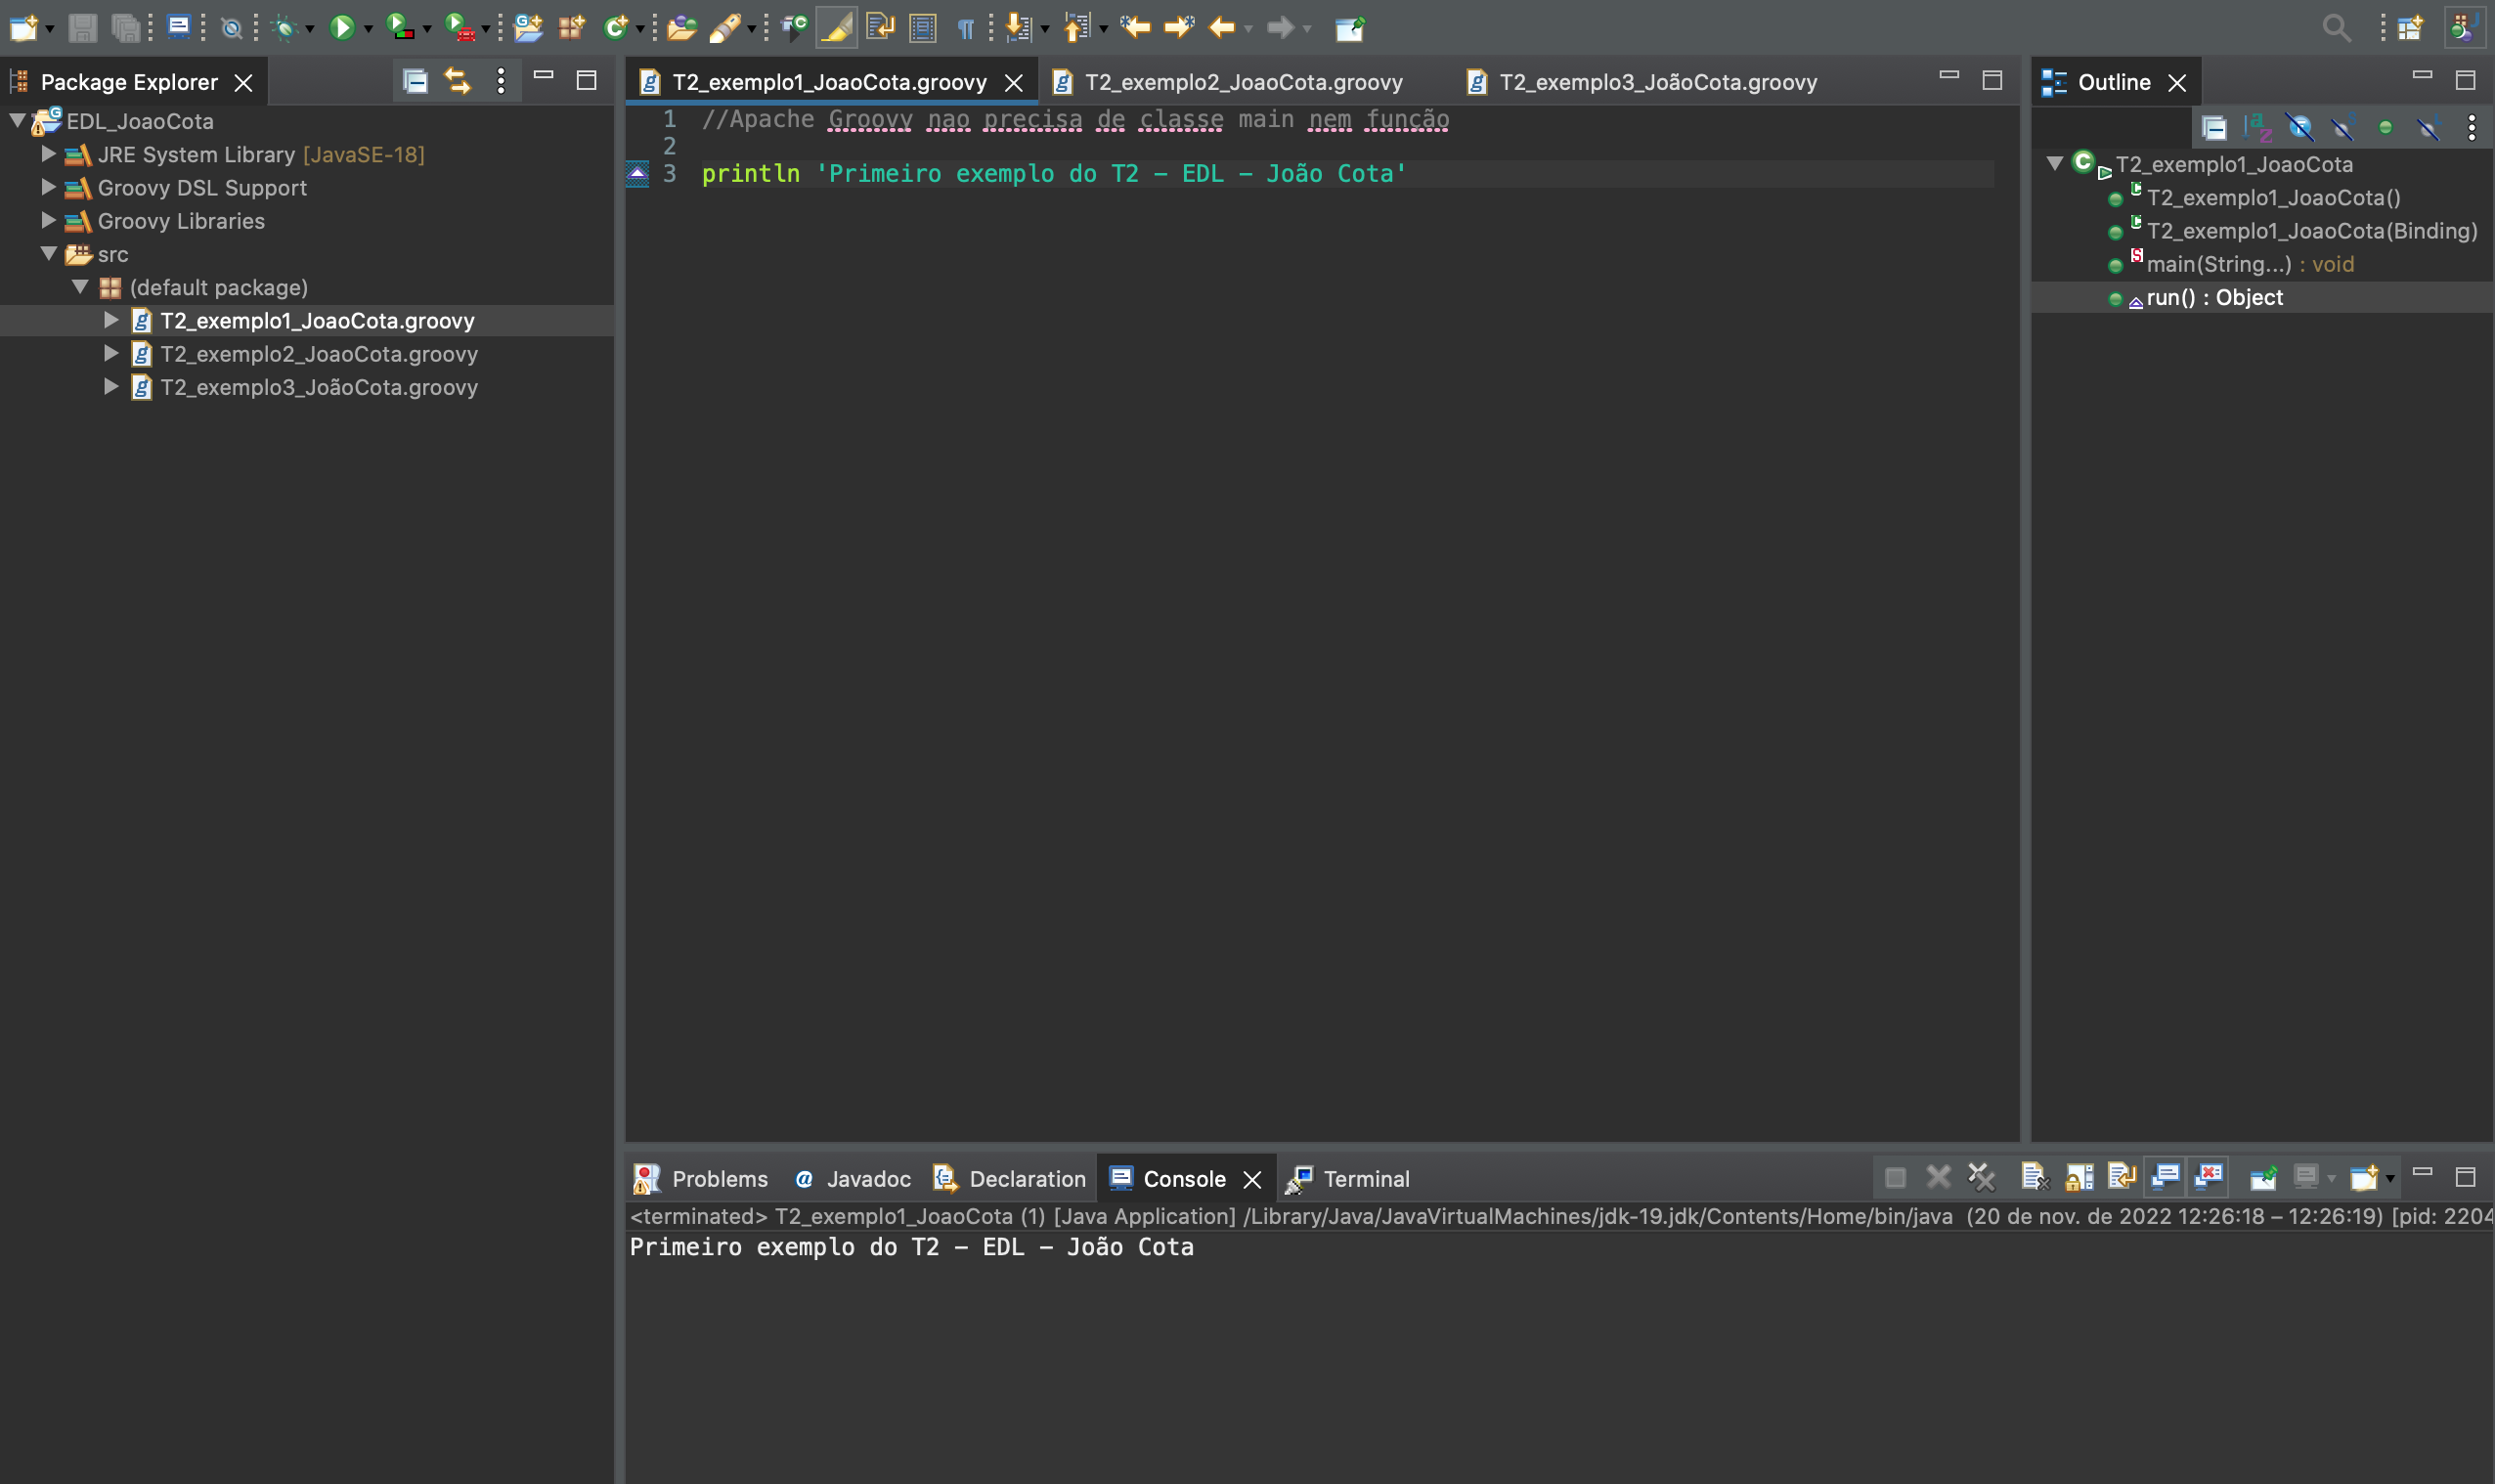 Package Explorer
EDL_JoaoCota
JRE System Library [JavaSE-18]
Groovy DSL Support
Groovy Libraries
src
(default package)
T2_exemplo1_JoaoCota.groovy
T2_exemplo2_JoaoCota.groovy
T2_exemplo3_JoãoCota.groovy
T2_exemplo1_JoaoCota.groovy T2_exemplo2_JoaoCota.groovy T2_exemplo3_JoãoCota.groovy
1 //Apache Groovy nao precisa de classe main nem função
2
3 println 'Primeiro exemplo do T2 - EDL - João Cota'
Outline
T2_exemplo1_JoaoCota
T2_exemplo1_JoaoCota()
T2_exemplo1_JoaoCota(Binding)
main(String...) : void
run() : Object
Problems Javadoc Declaration Console Terminal
<terminated> T2_exemplo1_JoaoCota (1) [Java Application] /Library/Java/JavaVirtualMachines/jdk-19.jdk/Contents/Home/bin/java (20 de nov. de 2022 12:26:18 – 12:26:19) [pid: 2204
Primeiro exemplo do T2 - EDL - João Cota